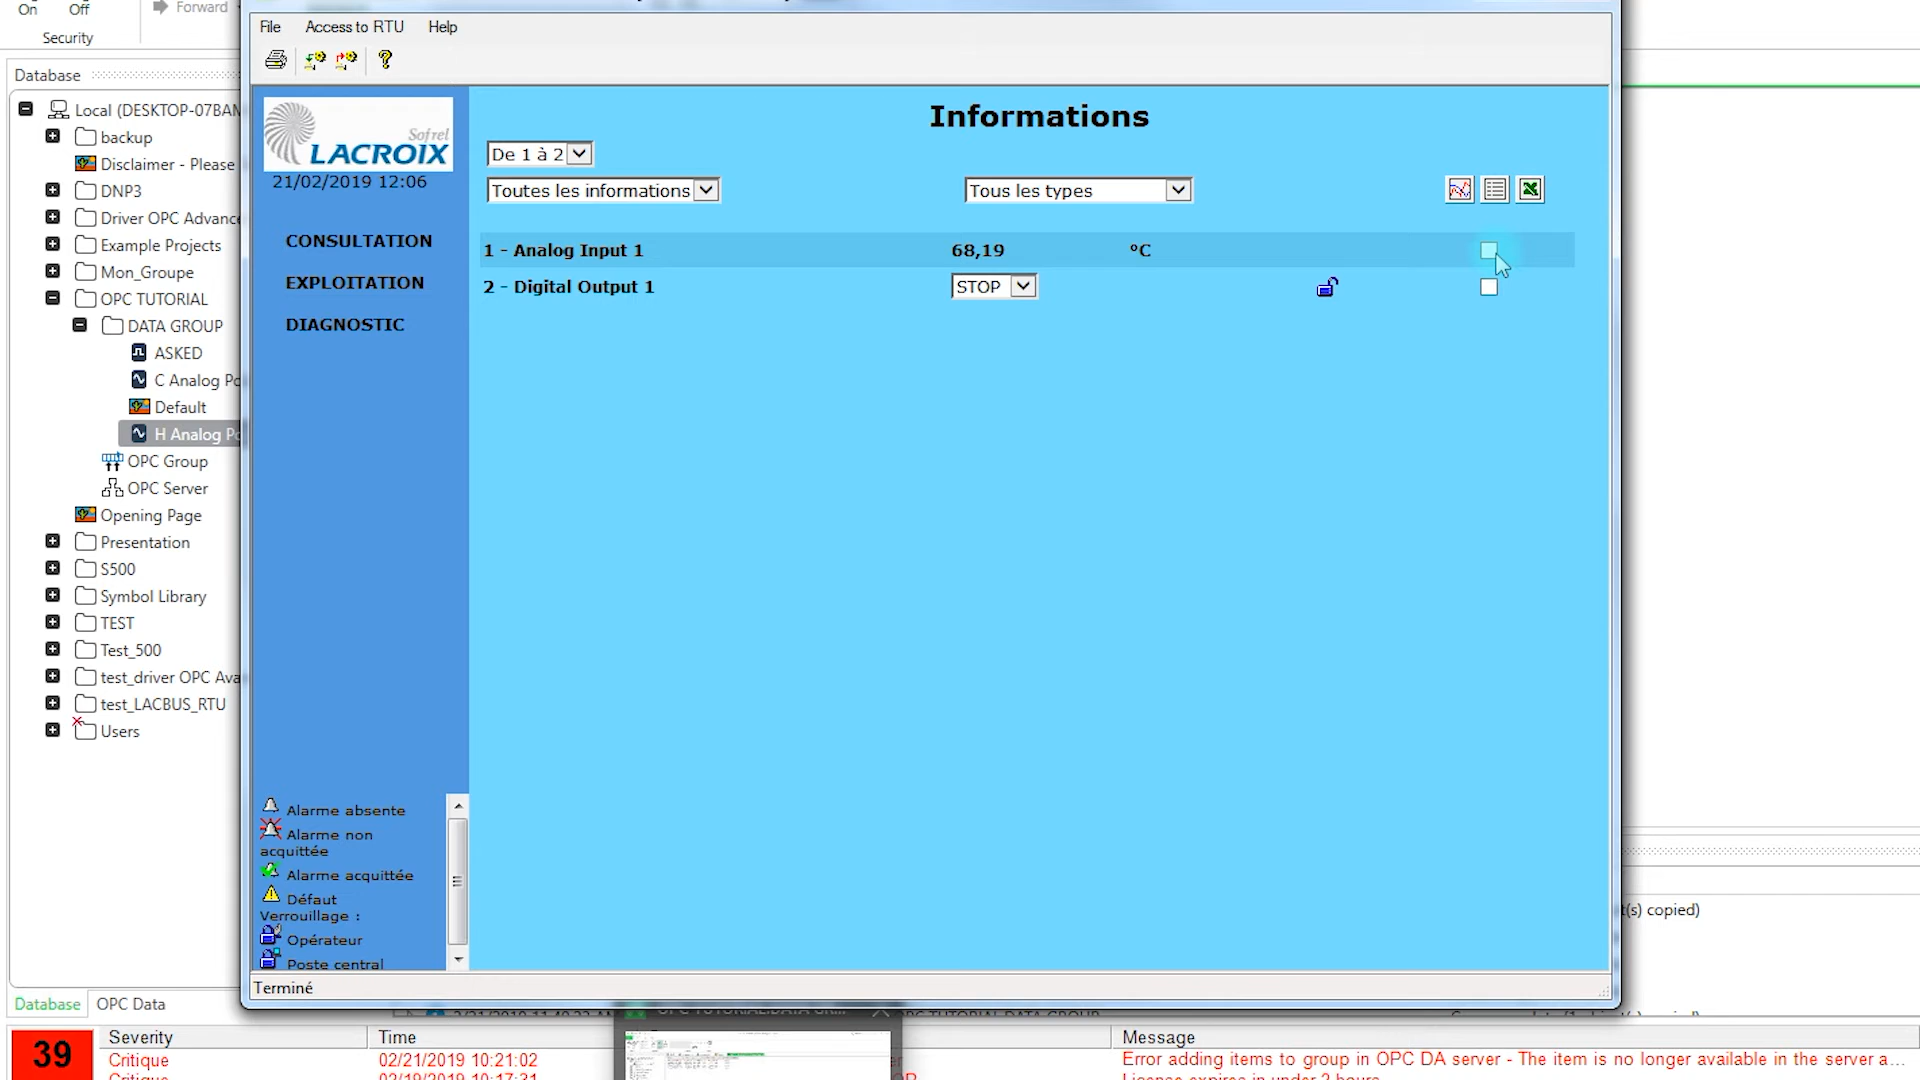 On Off Forward
Security
Database
Local (DESKTOP-07BAM
backup
Disclaimer - Please
DNP3
Driver OPC Advance
Example Projects
Mon_Groupe
OPC TUTORIAL
DATA GROUP
ASKED
C Analog Po
Default
H Analog Po
OPC Group
OPC Server
Opening Page
Presentation
S500
Symbol Library
TEST
Test_500
test_driver OPC Ava
test_LACBUS_RTU
Users
Database OPC Data
File Access to RTU Help
Sofrel
LACROIX
21/02/2019 12:06
CONSULTATION
EXPLOITATION
DIAGNOSTIC
Alarme absente
Alarme non
acquittée
Alarme acquittée
Défaut
Verrouillage :
Opérateur
Poste central
Informations
De 1 à 2
Toutes les informations Tous les types
1 - Analog Input 1 68,19 °C
2 - Digital Output 1 STOP
Terminé
t(s) copied)
39
Severity Time Message
Critique 02/21/2019 10:21:02 Error adding items to group in OPC DA server - The item is no longer available in the server a...
Critique 02/19/2019 10:17:31 License expires in under 2 hours